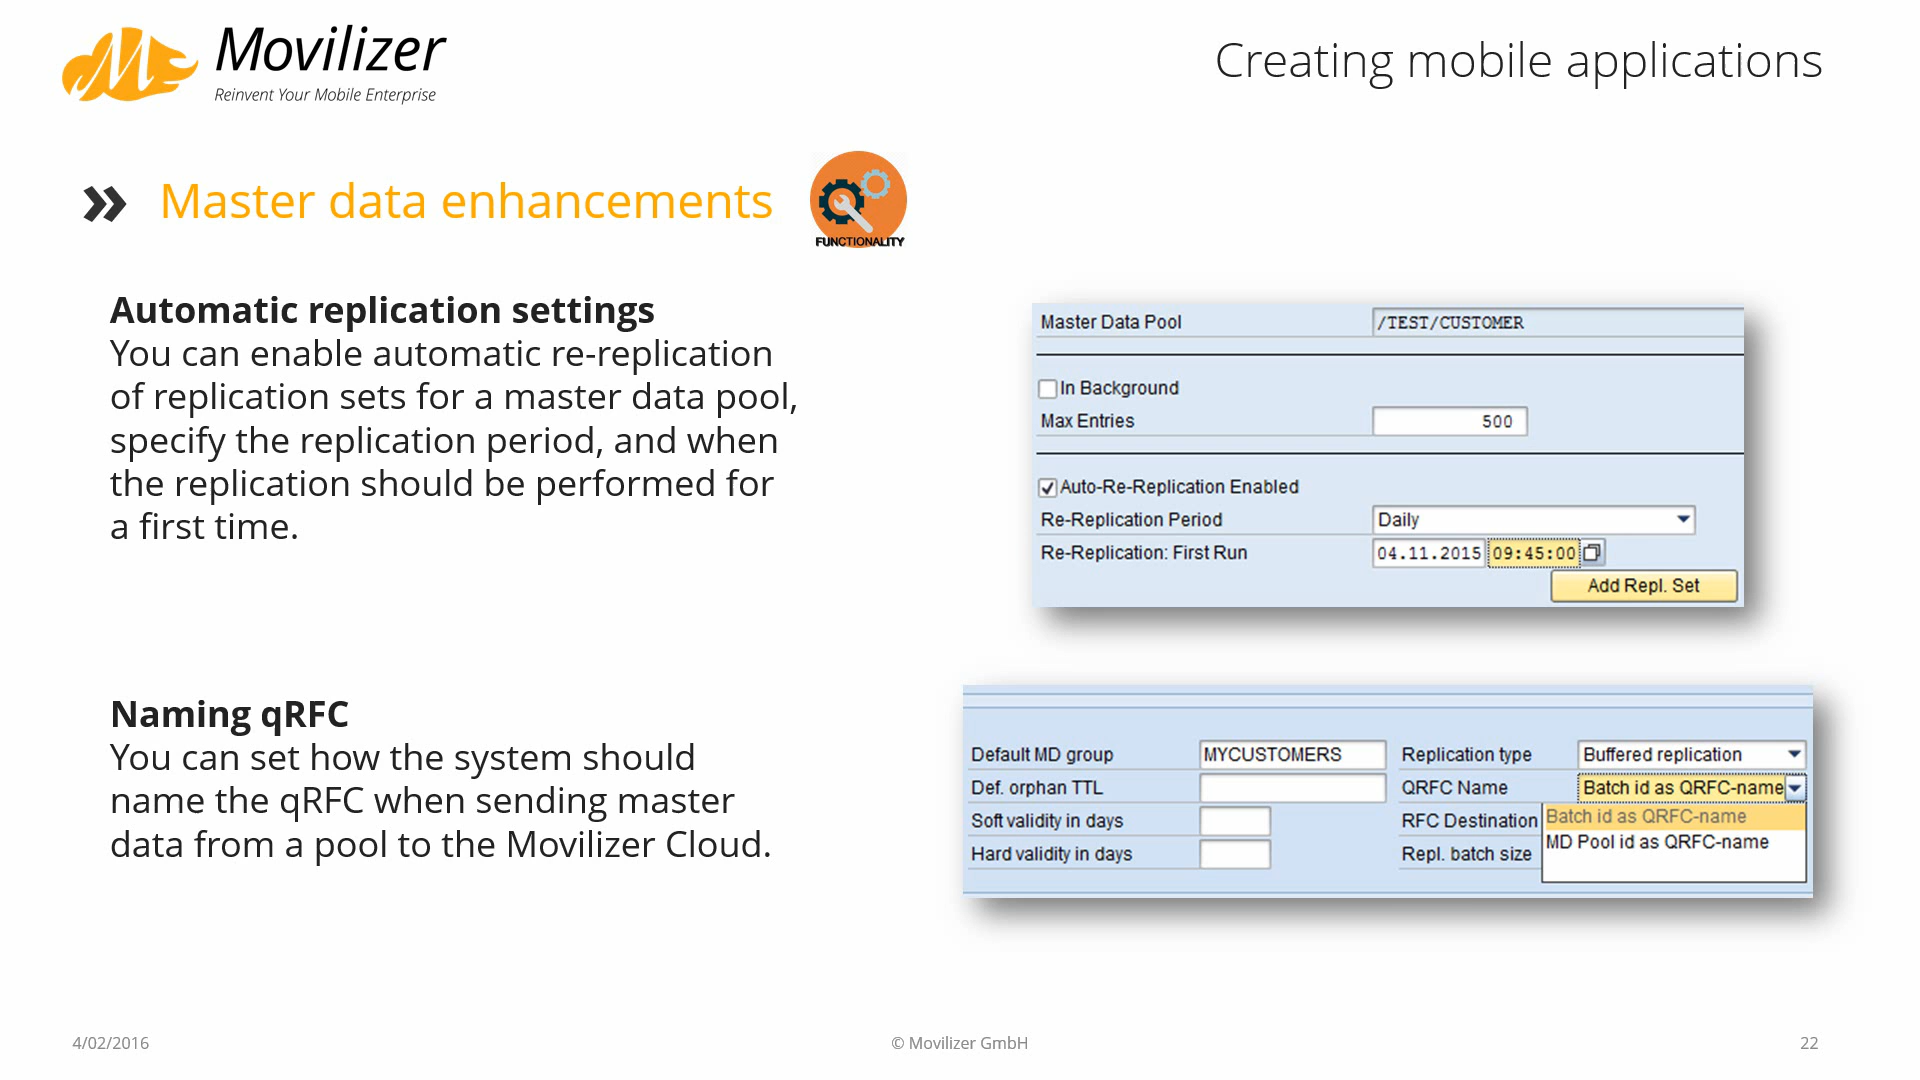 Movilizer
Reinvent Your Mobile Enterprise
Creating mobile applications
Master data enhancements
FUNCTIONALITY
Automatic replication settings
You can enable automatic re-replication
of replication sets for a master data pool,
specify the replication period, and when
the replication should be performed for
a first time.
Master Data Pool /TEST/CUSTOMER
In Background
Max Entries 500
Auto-Re-Replication Enabled
Re-Replication Period Daily
Re-Replication: First Run 04.11.2015 09:45:00
Add Repl. Set
Naming qRFC
You can set how the system should
name the qRFC when sending master
data from a pool to the Movilizer Cloud.
Default MD group MYCUSTOMERS Replication type Buffered replication
Def. orphan TTL QRFC Name Batch id as QRFC-name
Soft validity in days RFC Destination Batch id as QRFC-name
MD Pool id as QRFC-name
Hard validity in days Repl. batch size
4/02/2016
© Movilizer GmbH
22